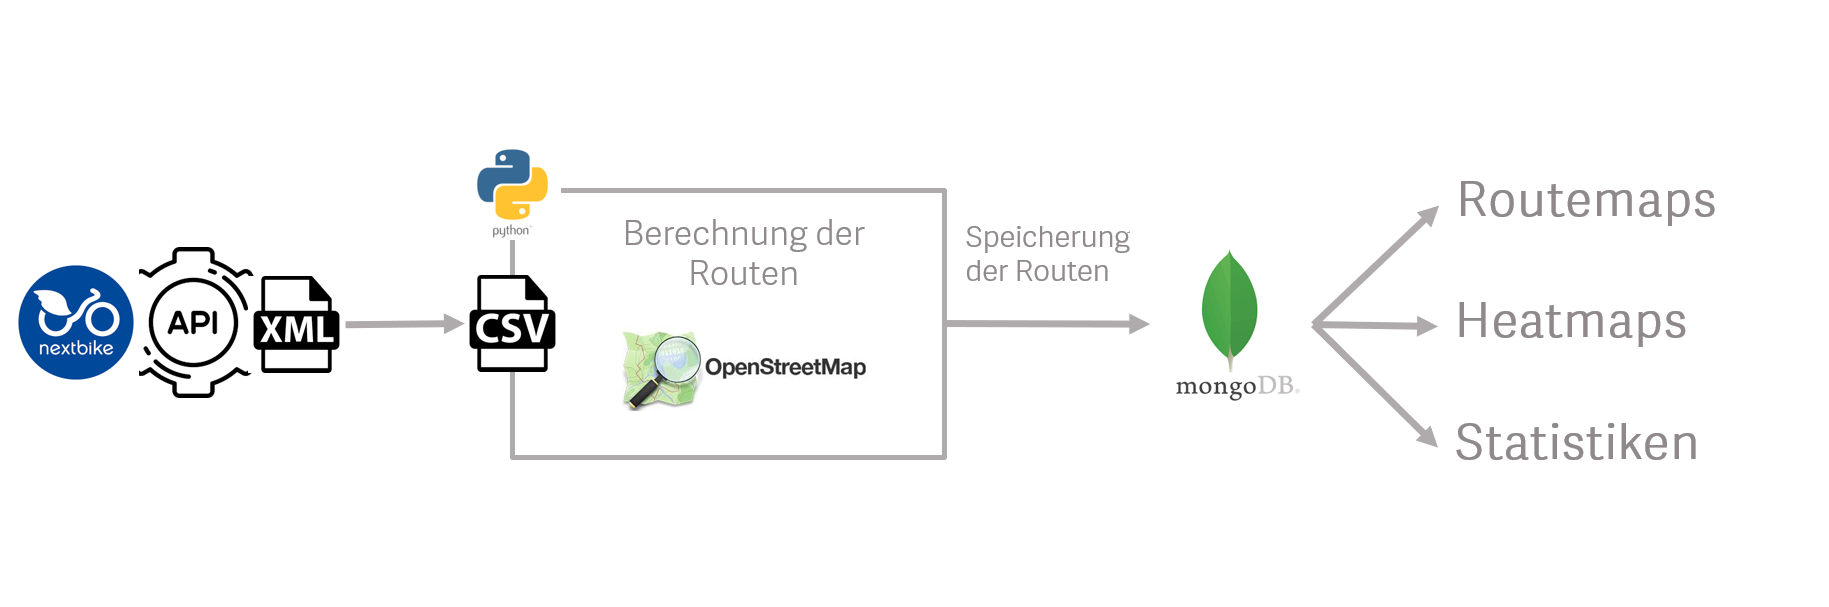 nextbike
API
XML
python
CSV
Berechnung der
Routen
OpenStreetMap
Speicherung
der Routen
mongoDB
Routemaps
Heatmaps
Statistiken